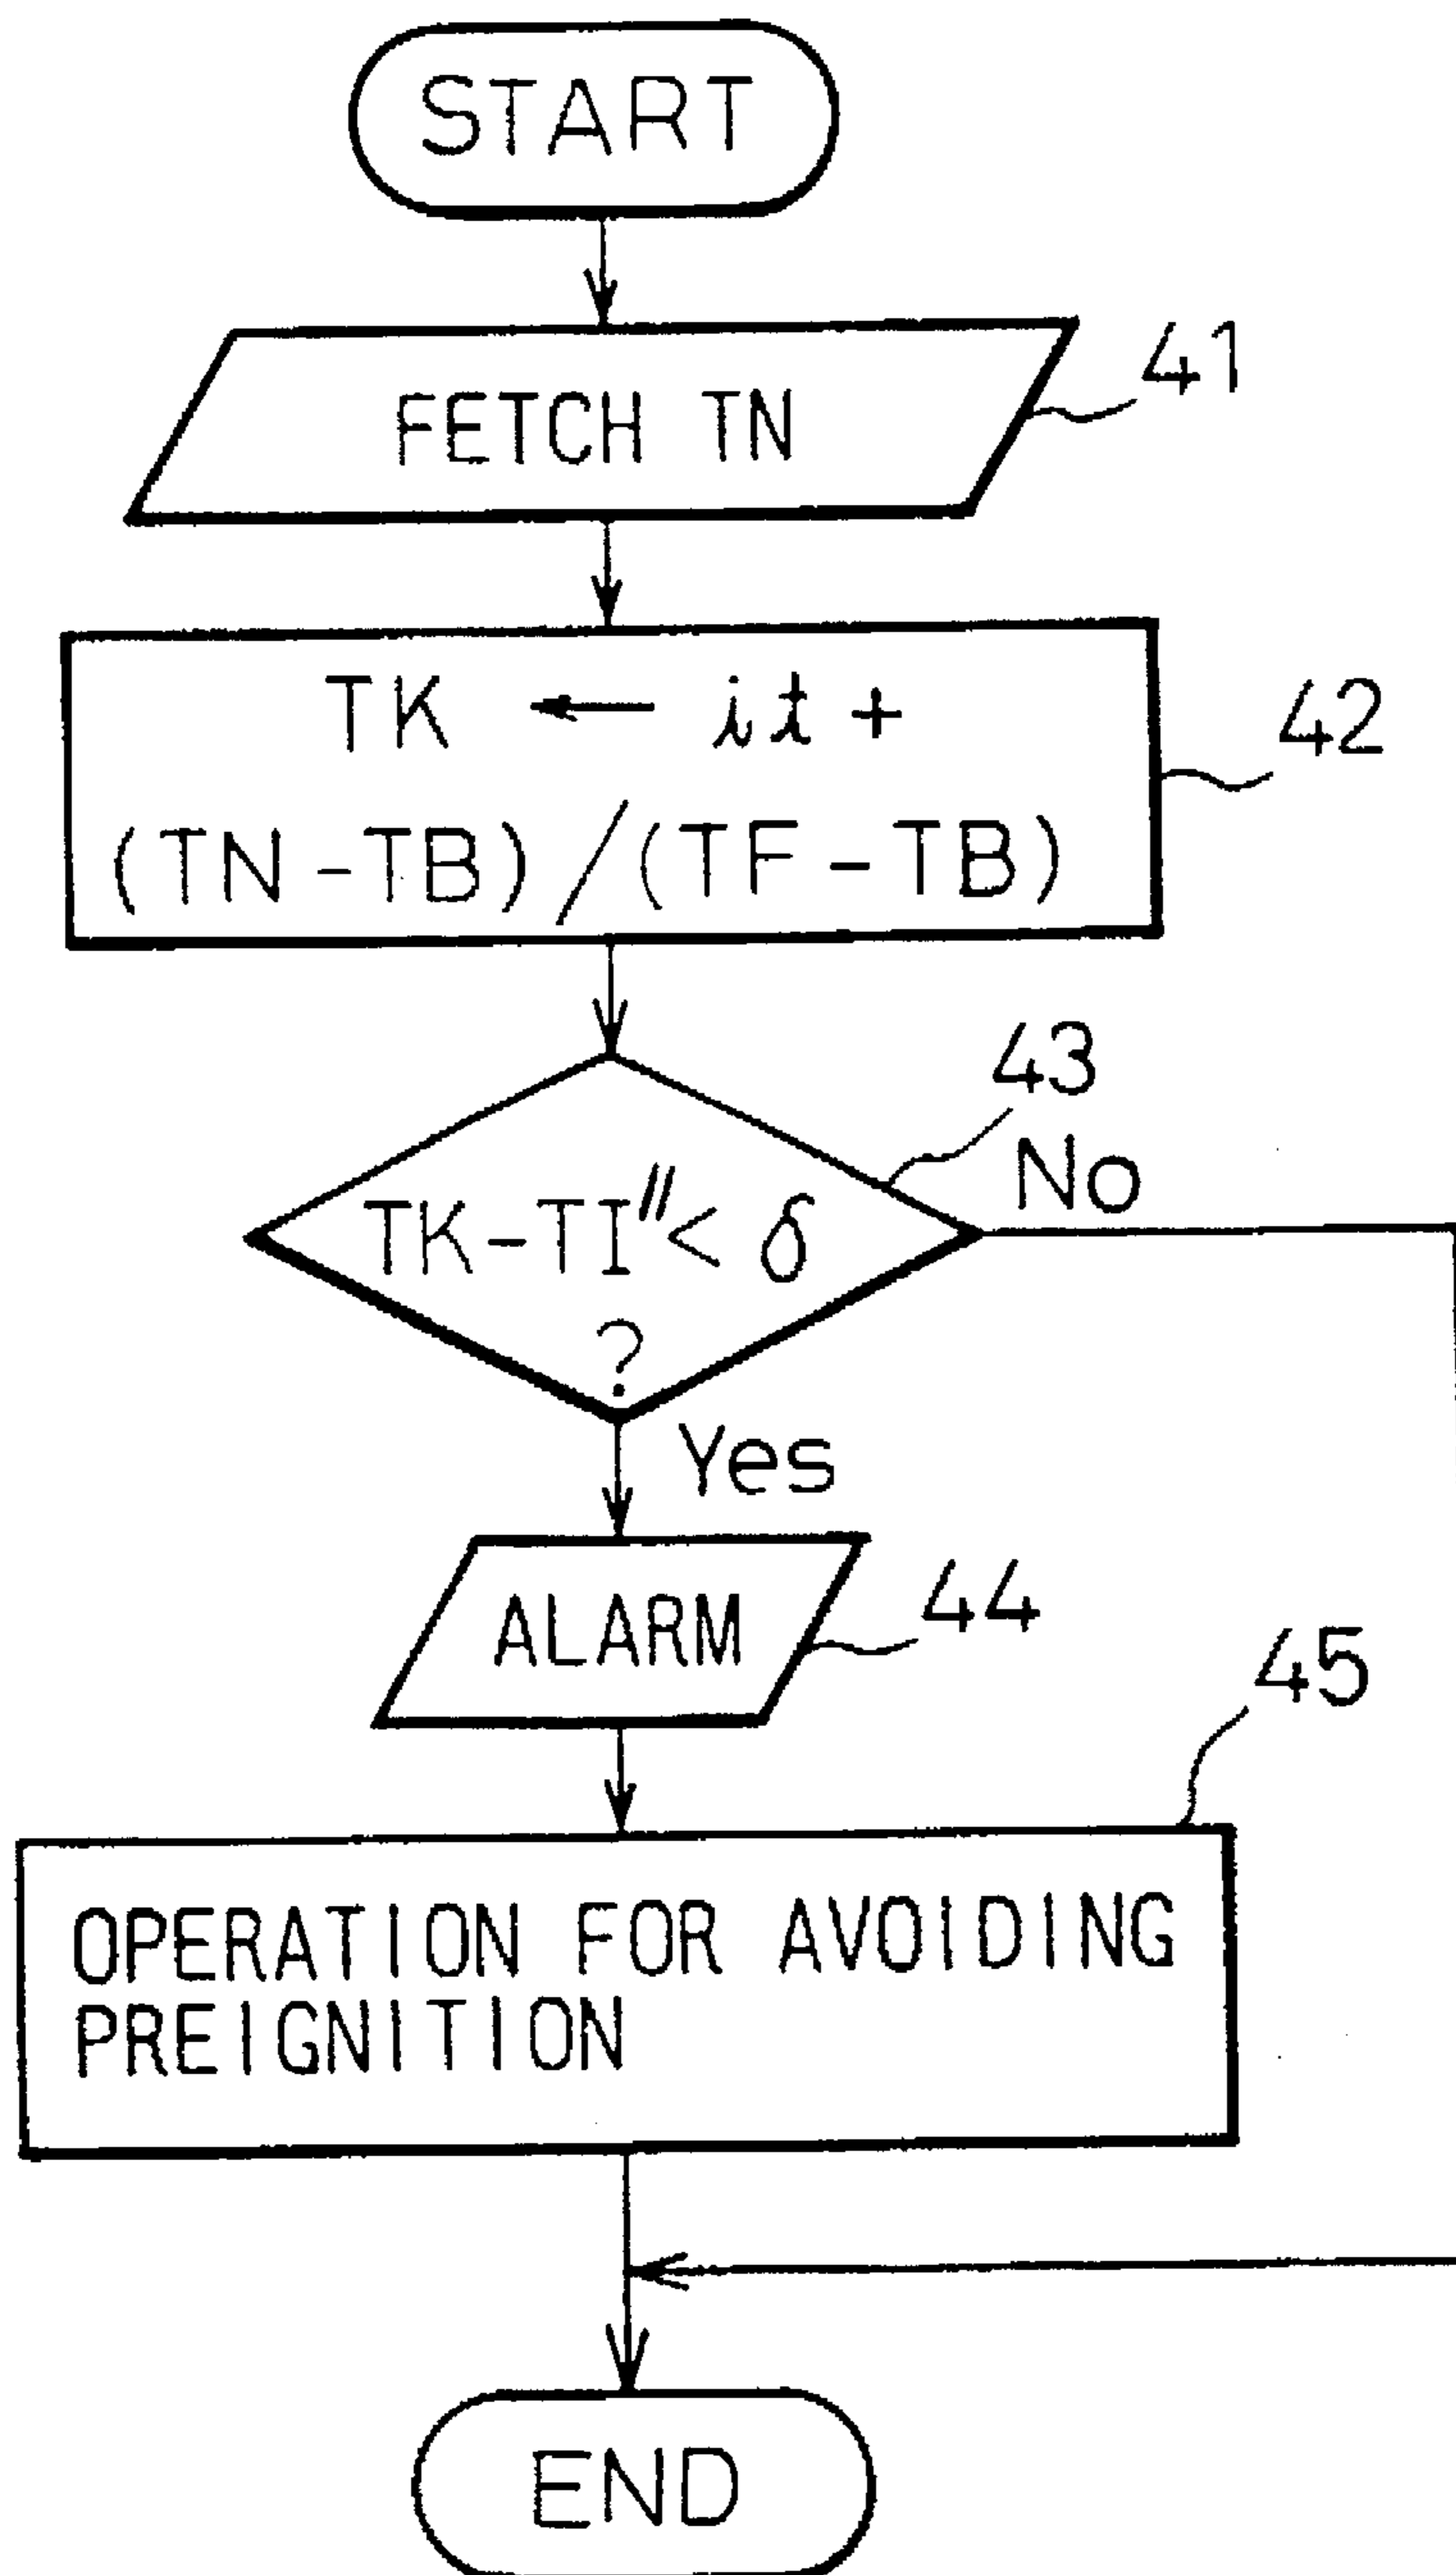 START
FETCH TN
41
TK ← it +
(TN-TB)/(TF-TB)
42
43
No
TK-TI″< δ
?
Yes
ALARM
44
45
OPERATION FOR AVOIDING
PREIGNITION
END